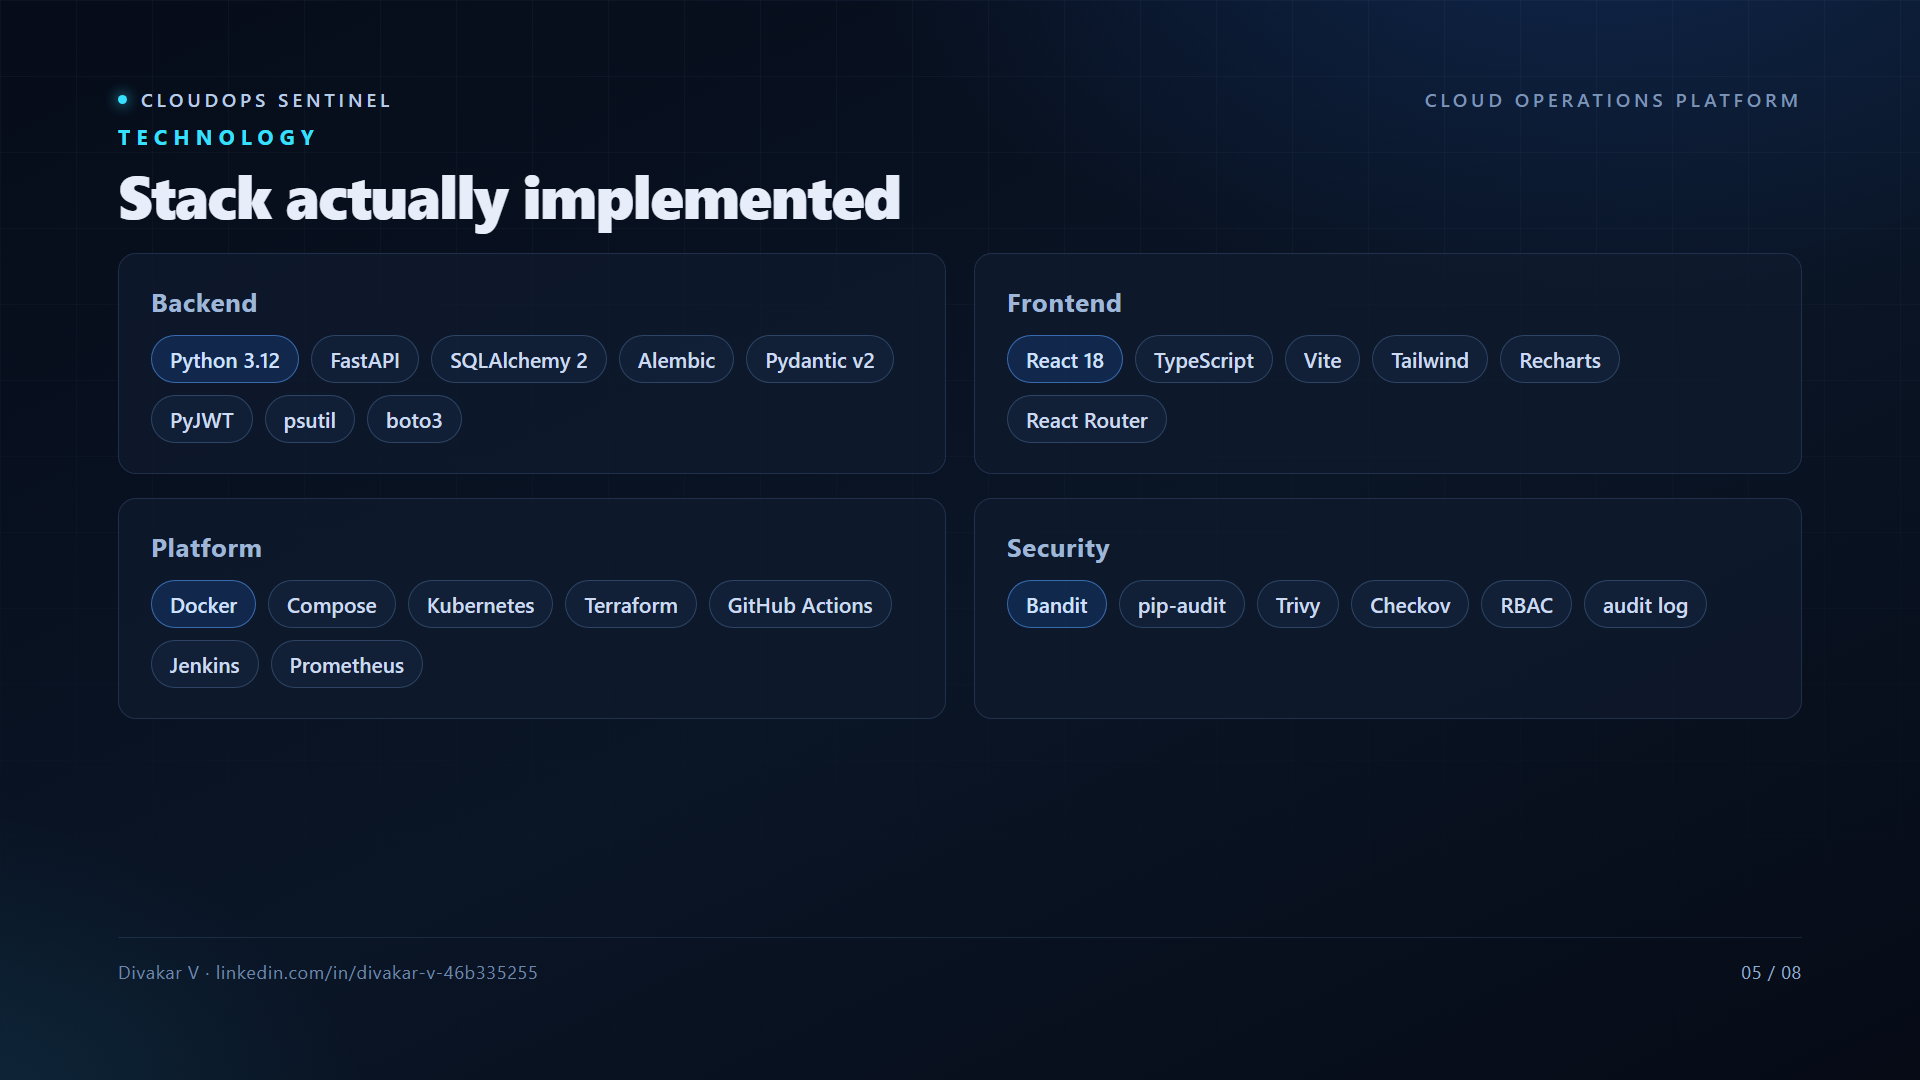 CLOUDOPS SENTINEL
CLOUD OPERATIONS PLATFORM
TECHNOLOGY
Stack actually implemented
Backend
Python 3.12 FastAPI SQLAlchemy 2 Alembic Pydantic v2
PyJWT psutil boto3
Frontend
React 18 TypeScript Vite Tailwind Recharts
React Router
Platform
Docker Compose Kubernetes Terraform GitHub Actions
Jenkins Prometheus
Security
Bandit pip-audit Trivy Checkov RBAC audit log
Divakar V · linkedin.com/in/divakar-v-46b335255
05 / 08